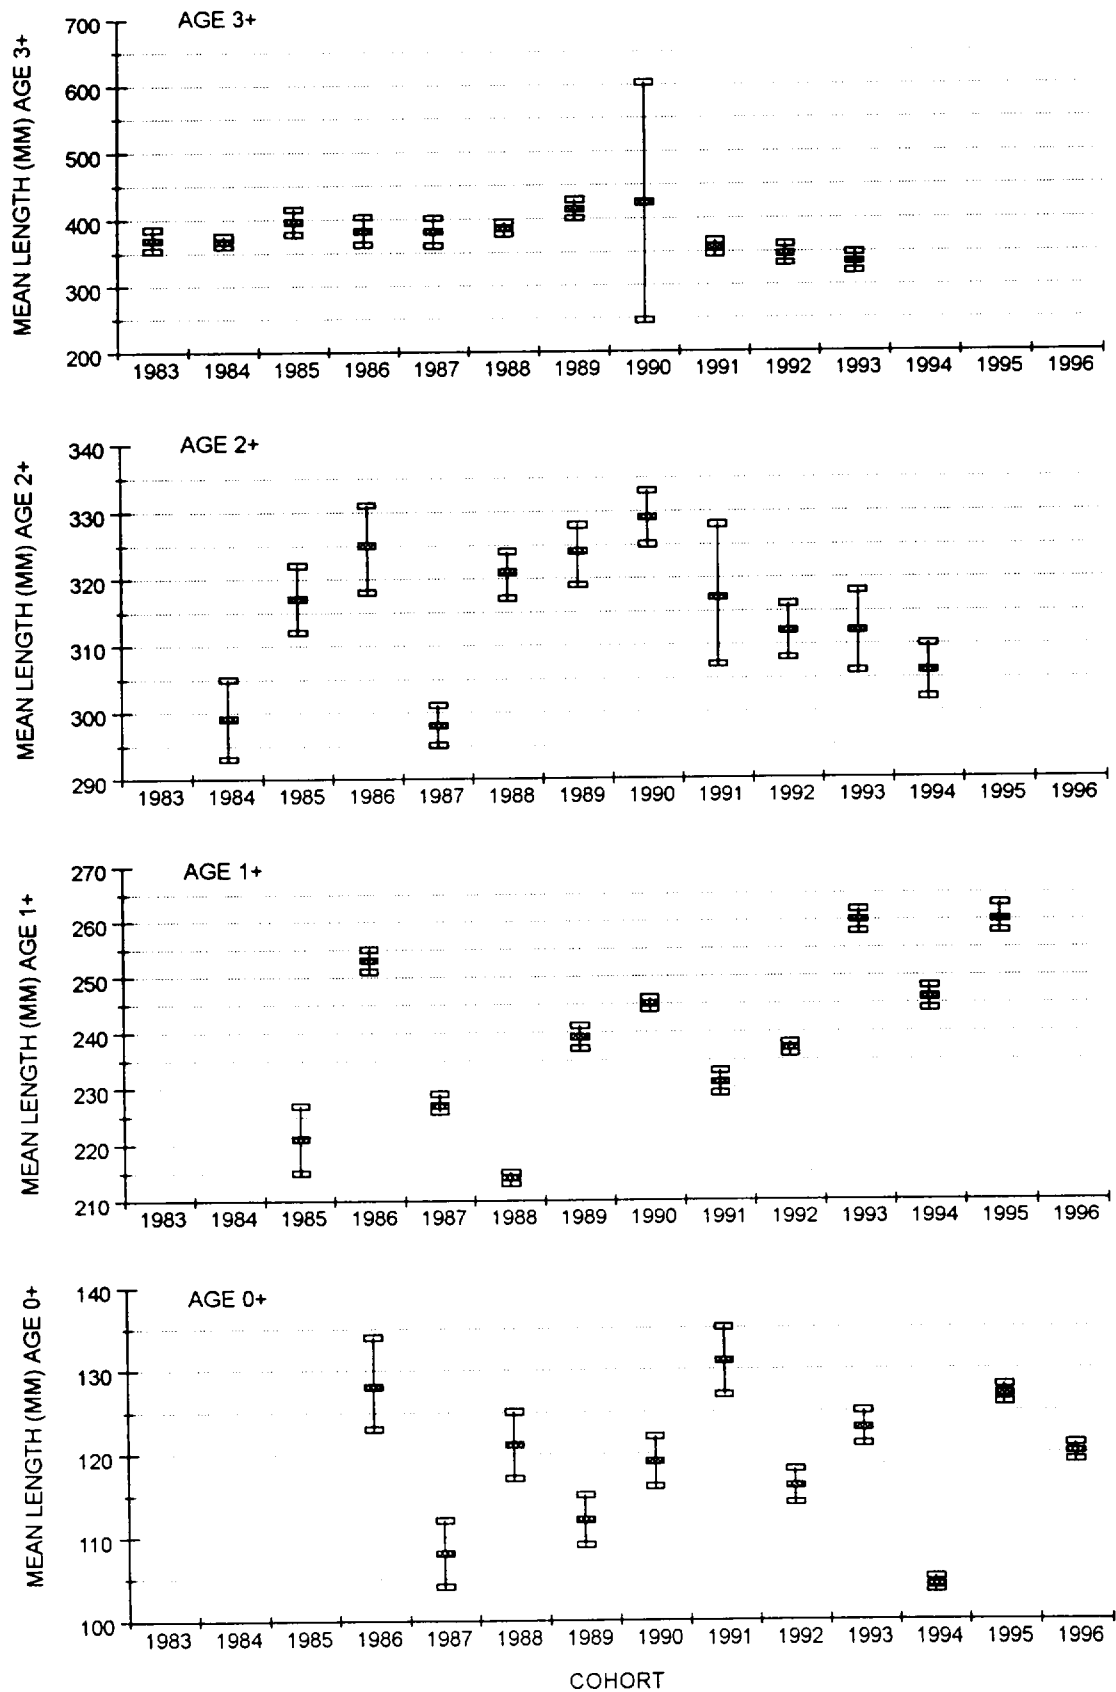 AGE 3+
MEAN LENGTH (MM) AGE 3+
700
600
500
400
300
200
1983 1984 1985 1986 1987 1988 1989 1990 1991 1992 1993 1994 1995 1996
AGE 2+
MEAN LENGTH (MM) AGE 2+
340
330
320
310
300
290
1983 1984 1985 1986 1987 1988 1989 1990 1991 1992 1993 1994 1995 1996
AGE 1+
MEAN LENGTH (MM) AGE 1+
270
260
250
240
230
220
210
1983 1984 1985 1986 1987 1988 1989 1990 1991 1992 1993 1994 1995 1996
AGE 0+
MEAN LENGTH (MM) AGE 0+
140
130
120
110
100
1983 1984 1985 1986 1987 1988 1989 1990 1991 1992 1993 1994 1995 1996
COHORT